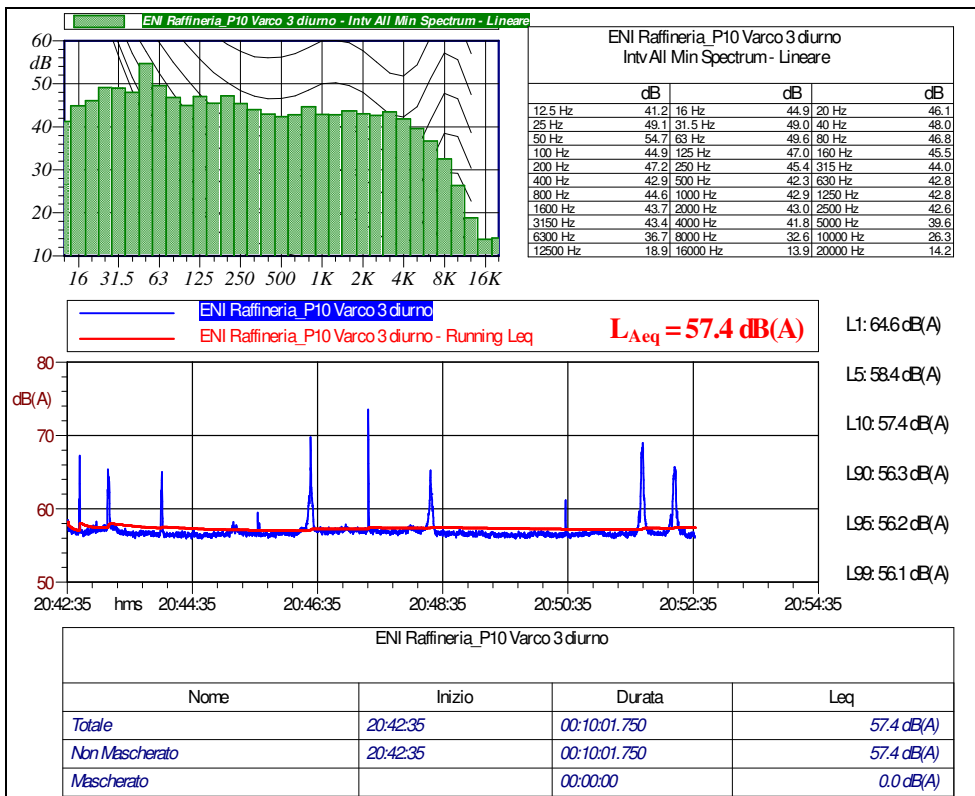 ENI Raffineria_P10 Varco 3 diurno - Intv All Min Spectrum - Lineare
60
dB
50
40
30
20
10
16 31.5 63 125 250 500 1K 2K 4K 8K 16K
ENI Raffineria_P10 Varco 3 diurno
Intv All Min Spectrum - Lineare
dB dB dB
12.5 Hz 41.2 16 Hz 44.9 20 Hz 46.1
25 Hz 49.1 31.5 Hz 49.0 40 Hz 48.0
50 Hz 54.7 63 Hz 49.6 80 Hz 46.8
100 Hz 44.9 125 Hz 47.0 160 Hz 45.5
200 Hz 47.2 250 Hz 45.4 315 Hz 44.0
400 Hz 42.9 500 Hz 42.3 630 Hz 42.8
800 Hz 44.6 1000 Hz 42.9 1250 Hz 42.8
1600 Hz 43.7 2000 Hz 43.0 2500 Hz 42.6
3150 Hz 43.4 4000 Hz 41.8 5000 Hz 39.6
6300 Hz 36.7 8000 Hz 32.6 10000 Hz 26.3
12500 Hz 18.9 16000 Hz 13.9 20000 Hz 14.2
ENI Raffineria_P10 Varco 3 diurno
ENI Raffineria_P10 Varco 3 diurno - Running Leq
LAeq = 57.4 dB(A)
L1: 64.6 dB(A)
L5: 58.4 dB(A)
L10: 57.4 dB(A)
L90: 56.3 dB(A)
L95: 56.2 dB(A)
L99: 56.1 dB(A)
80
dB(A)
70
60
50
20:42:35 hms 20:44:35 20:46:35 20:48:35 20:50:35 20:52:35 20:54:35
ENI Raffineria_P10 Varco 3 diurno
Nome Inizio Durata Leq
Totale 20:42:35 00:10:01.750 57.4 dB(A)
Non Mascherato 20:42:35 00:10:01.750 57.4 dB(A)
Mascherato 00:00:00 0.0 dB(A)